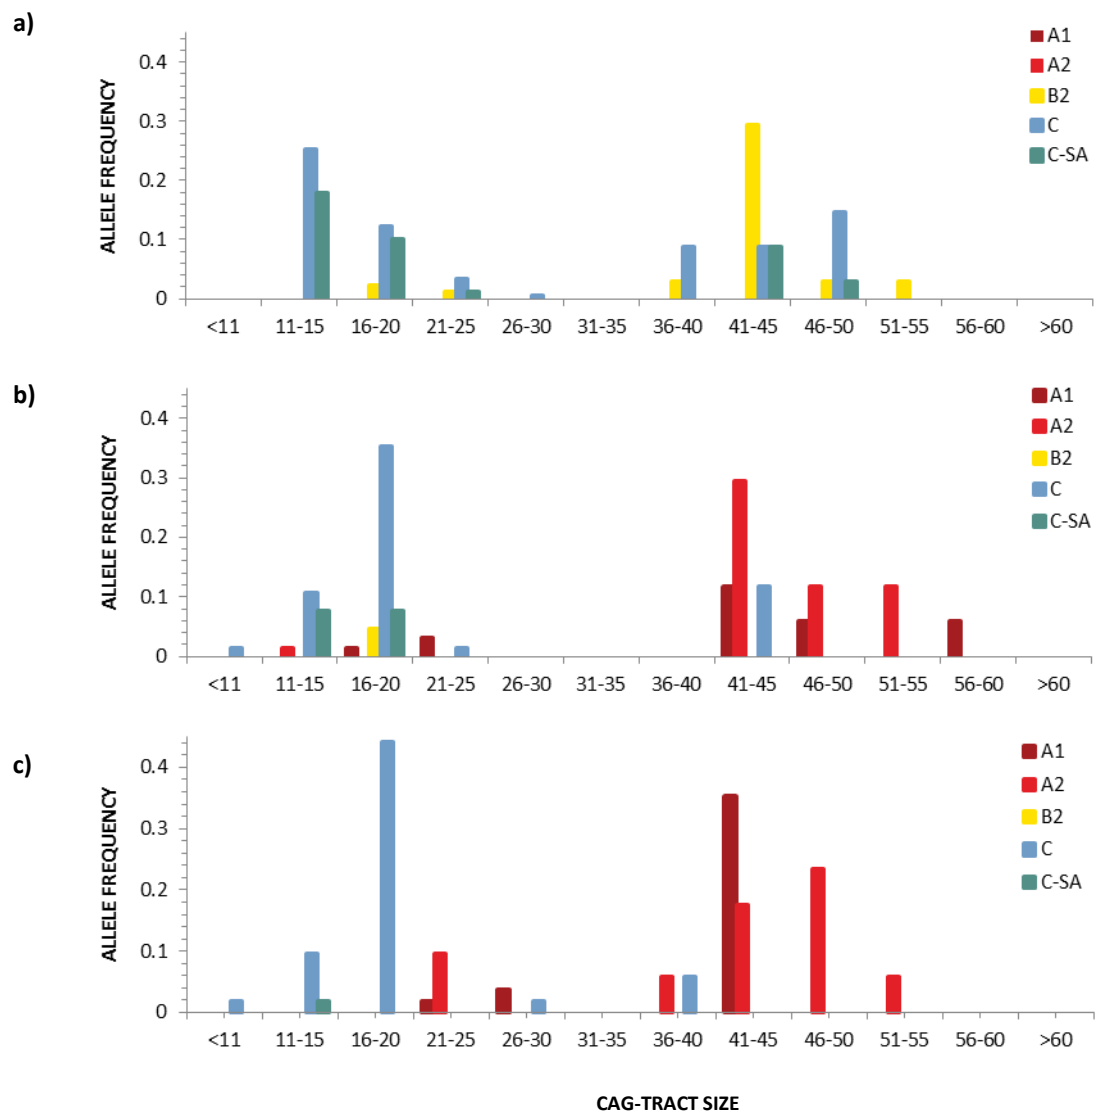 a)
ALLELE FREQUENCY
0.4
0.3
0.2
0.1
0
<11 11-15 16-20 21-25 26-30 31-35 36-40 41-45 46-50 51-55 56-60 >60
A1
A2
B2
C
C-SA
b)
ALLELE FREQUENCY
0.4
0.3
0.2
0.1
0
<11 11-15 16-20 21-25 26-30 31-35 36-40 41-45 46-50 51-55 56-60 >60
A1
A2
B2
C
C-SA
c)
ALLELE FREQUENCY
0.4
0.3
0.2
0.1
0
<11 11-15 16-20 21-25 26-30 31-35 36-40 41-45 46-50 51-55 56-60 >60
A1
A2
B2
C
C-SA
CAG-TRACT SIZE